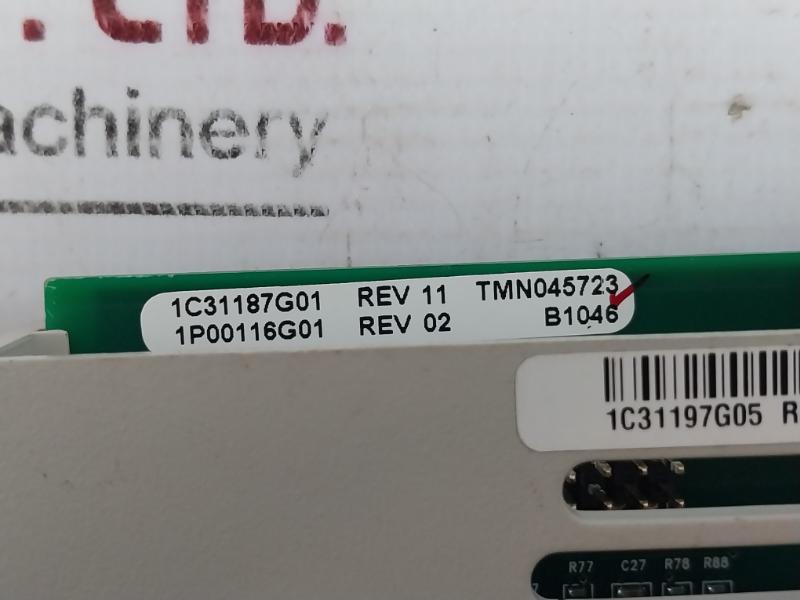 . LTD.
achinery
1C31187G01 REV 11 TMN045723
1P00116G01 REV 02 B1046
1C31197G05 R
R77 C27 R78 R88